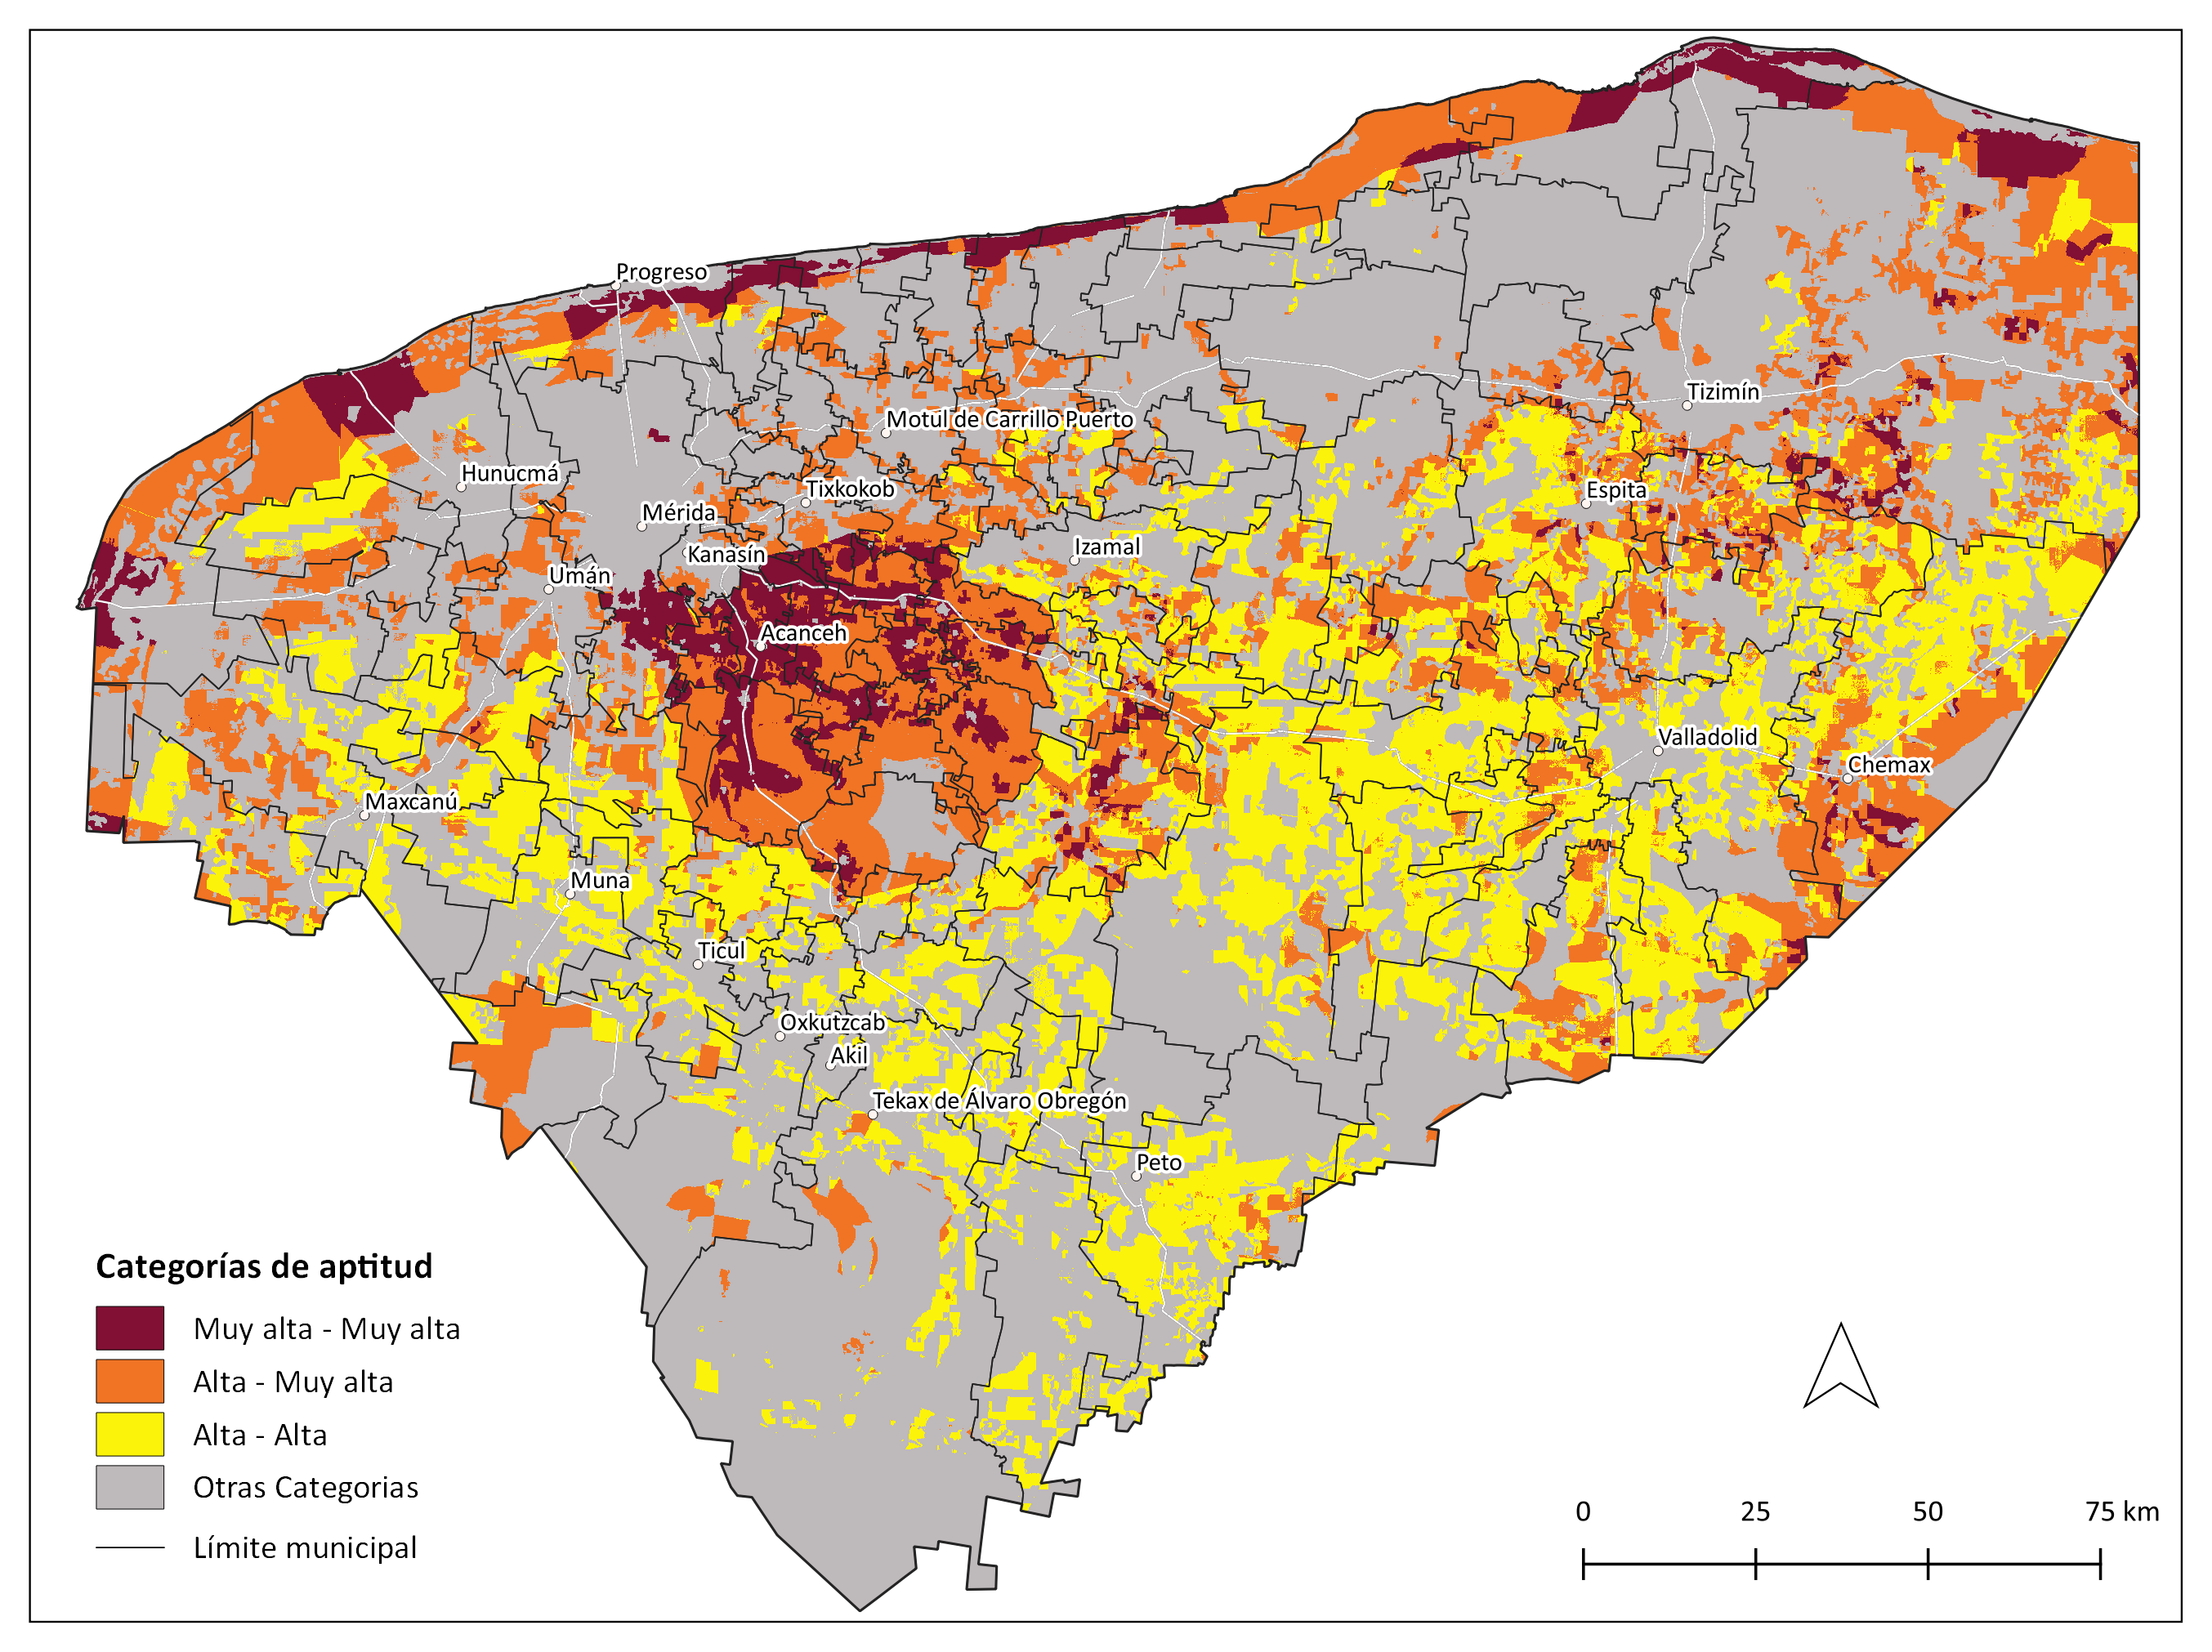 Progreso
Tizimín
Motul de Carrillo Puerto
Hunucmá
Tixkokob
Espita
Mérida
Kanasín
Izamal
Umán
Acanceh
Valladolid
Chemax
Maxcanú
Muna
Ticul
Oxkutzcab
Akil
Tekax de Álvaro Obregón
Peto
Categorías de aptitud
Muy alta - Muy alta
Alta - Muy alta
Alta - Alta
Otras Categorias
Límite municipal
0 25 50 75 km